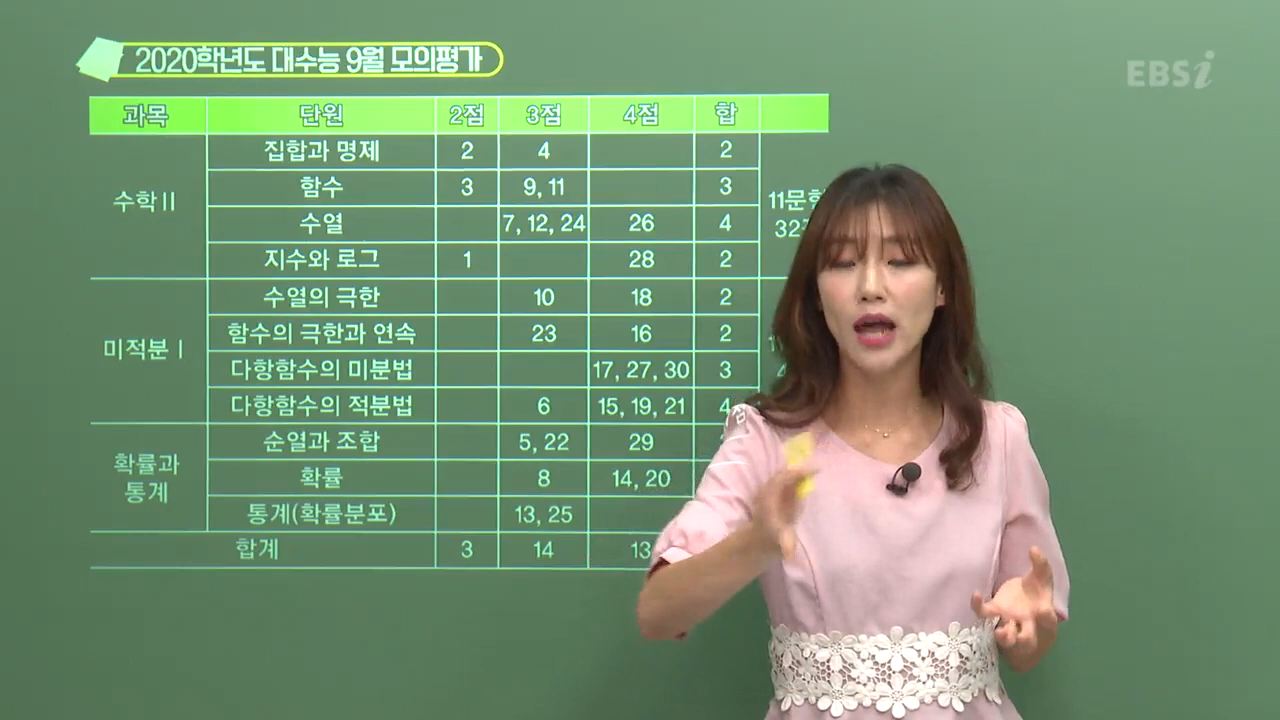 2020학년도 대수능 9월 모의평가
EBSi
과목 단원 2점 3점 4점 합
수학Ⅱ
집합과 명제 2 4 2
함수 3 9, 11 3
수열 7, 12, 24 26 4
지수와 로그 1 28 2
11문항
미적분Ⅰ
수열의 극한 10 18 2
함수의 극한과 연속 23 16 2
다항함수의 미분법 17, 27, 30 3
다항함수의 적분법 6 15, 19, 21 4
확률과
통계
순열과 조합 5, 22 29
확률 8 14, 20
통계(확률분포) 13, 25
합계 3 14 13